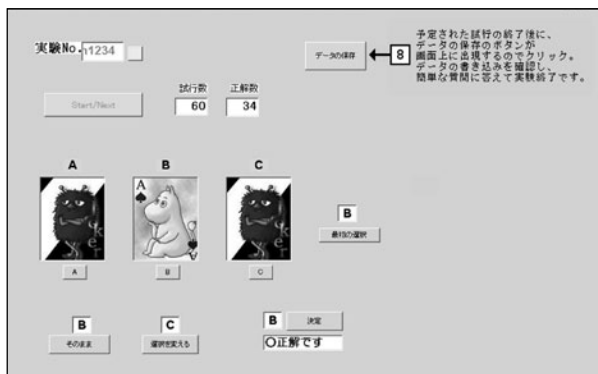 予定された試行の終了後に、
データの保存のボタンが
画面上に出現するのでクリック。
データの書き込みを確認し、
簡単な質問に答えて実験終了です。
実験No. n1234
データの保存 8
試行数 正解数
Start/Next 60 34
A B C
A
B
最初の選択
A B C
B C B 決定
そのまま 選択を変える 〇正解です